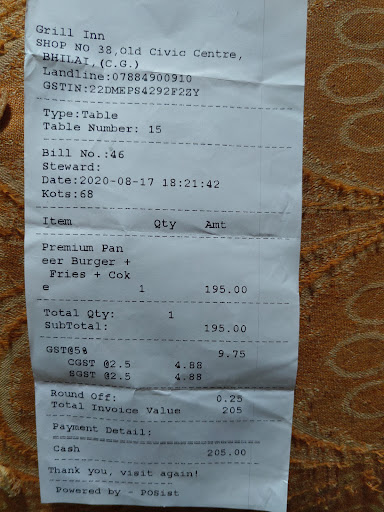 Grill Inn
SHOP NO 38,Old Civic Centre,
BHILAI,(C.G.)
Landline:07884900910
GSTIN:22DMEPS4292F2ZY
Type:Table
Table Number: 15
Bill No.:46
Steward:
Date:2020-08-17 18:21:42
Kots:68
Item Qty Amt
Premium Pan
eer Burger +
Fries + Cok
e 1 195.00
Total Qty: 1
SubTotal: 195.00
GST@5% 9.75
CGST @2.5 4.88
SGST @2.5 4.88
Round Off: 0.25
Total Invoice Value 205
Payment Detail:
==============================
Cash 205.00
Thank you, visit again!
Powered by - POSist